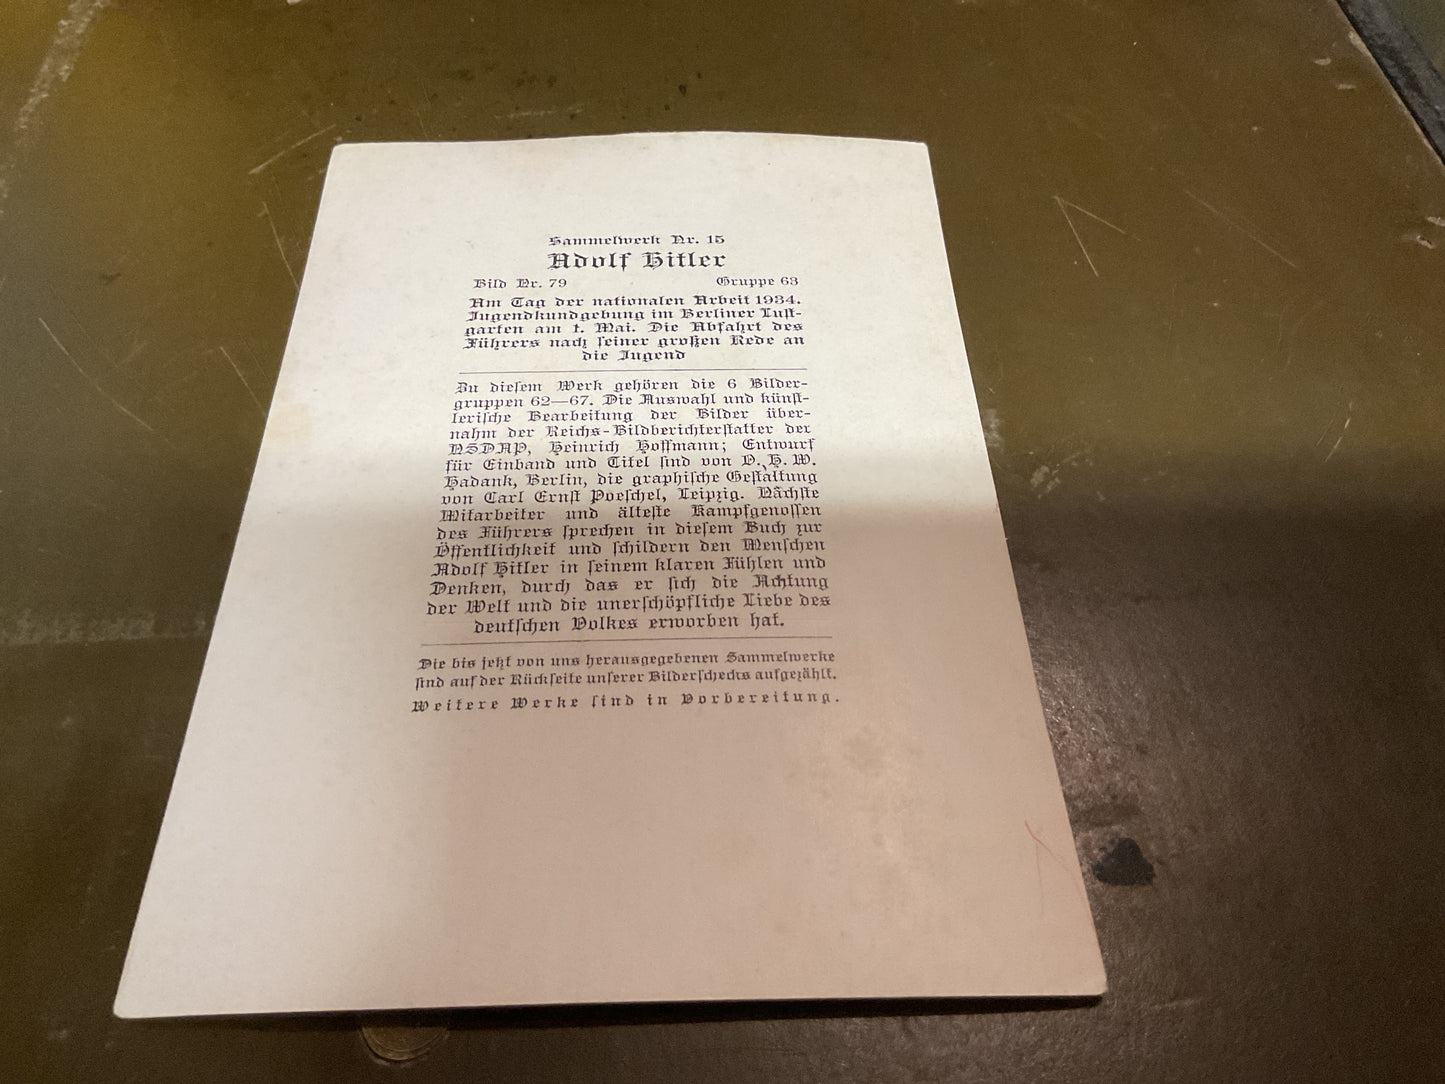 Sammelwerk Nr. 15
Adolf Hitler
Bild Nr. 79 Gruppe 63
Am Tag der nationalen Arbeit 1934.
Jugendkundgebung im Berliner Lust-
garten am 1. Mai. Die Abfahrt des
Führers nach seiner großen Rede an
die Jugend
Zu diesem Werk gehören die 6 Bilder-
gruppen 62—67. Die Auswahl und künst-
lerische Bearbeitung der Bilder über-
nahm der Reichs-Bildberichterstatter der
NSDAP, Heinrich Hoffmann; Entwurf
für Einband und Titel sind von O. H. W.
Hadank, Berlin, die graphische Gestaltung
von Carl Ernst Poeschel, Leipzig. Nächste
Mitarbeiter und älteste Kampfgenossen
des Führers sprechen in diesem Buch zur
Öffentlichkeit und schildern den Menschen
Adolf Hitler in seinem klaren Fühlen und
Denken, durch das er sich die Achtung
der Welt und die unerschöpfliche Liebe des
deutschen Volkes erworben hat.
Die bis jetzt von uns herausgegebenen Sammelwerke
sind auf der Rückseite unserer Bilderschecks aufgezählt.
Weitere Werke sind in Vorbereitung.